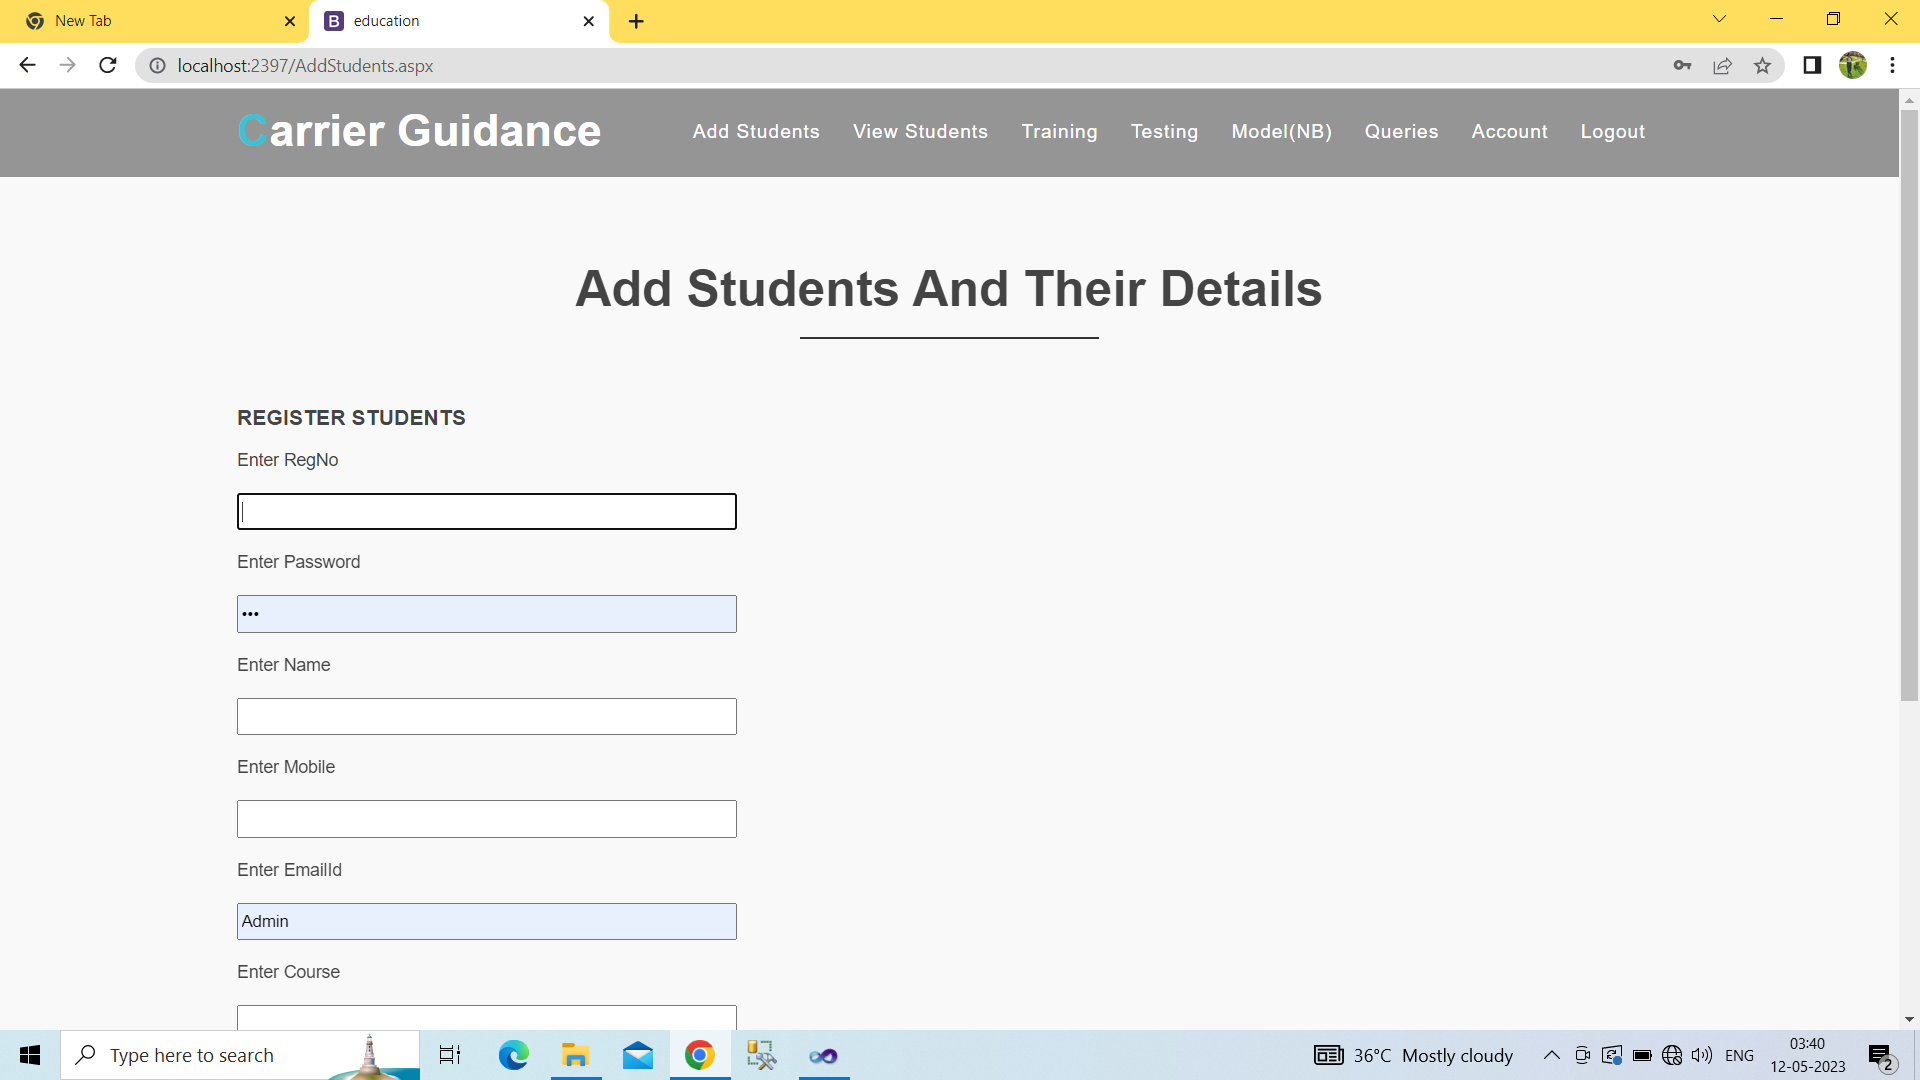 New Tab
education
localhost:2397/AddStudents.aspx
Carrier Guidance
Add Students View Students Training Testing Model(NB) Queries Account Logout
Add Students And Their Details
REGISTER STUDENTS
Enter RegNo
Enter Password
•••
Enter Name
Enter Mobile
Enter EmailId
Admin
Enter Course
Type here to search
36°C Mostly cloudy
ENG
03:40
12-05-2023
2